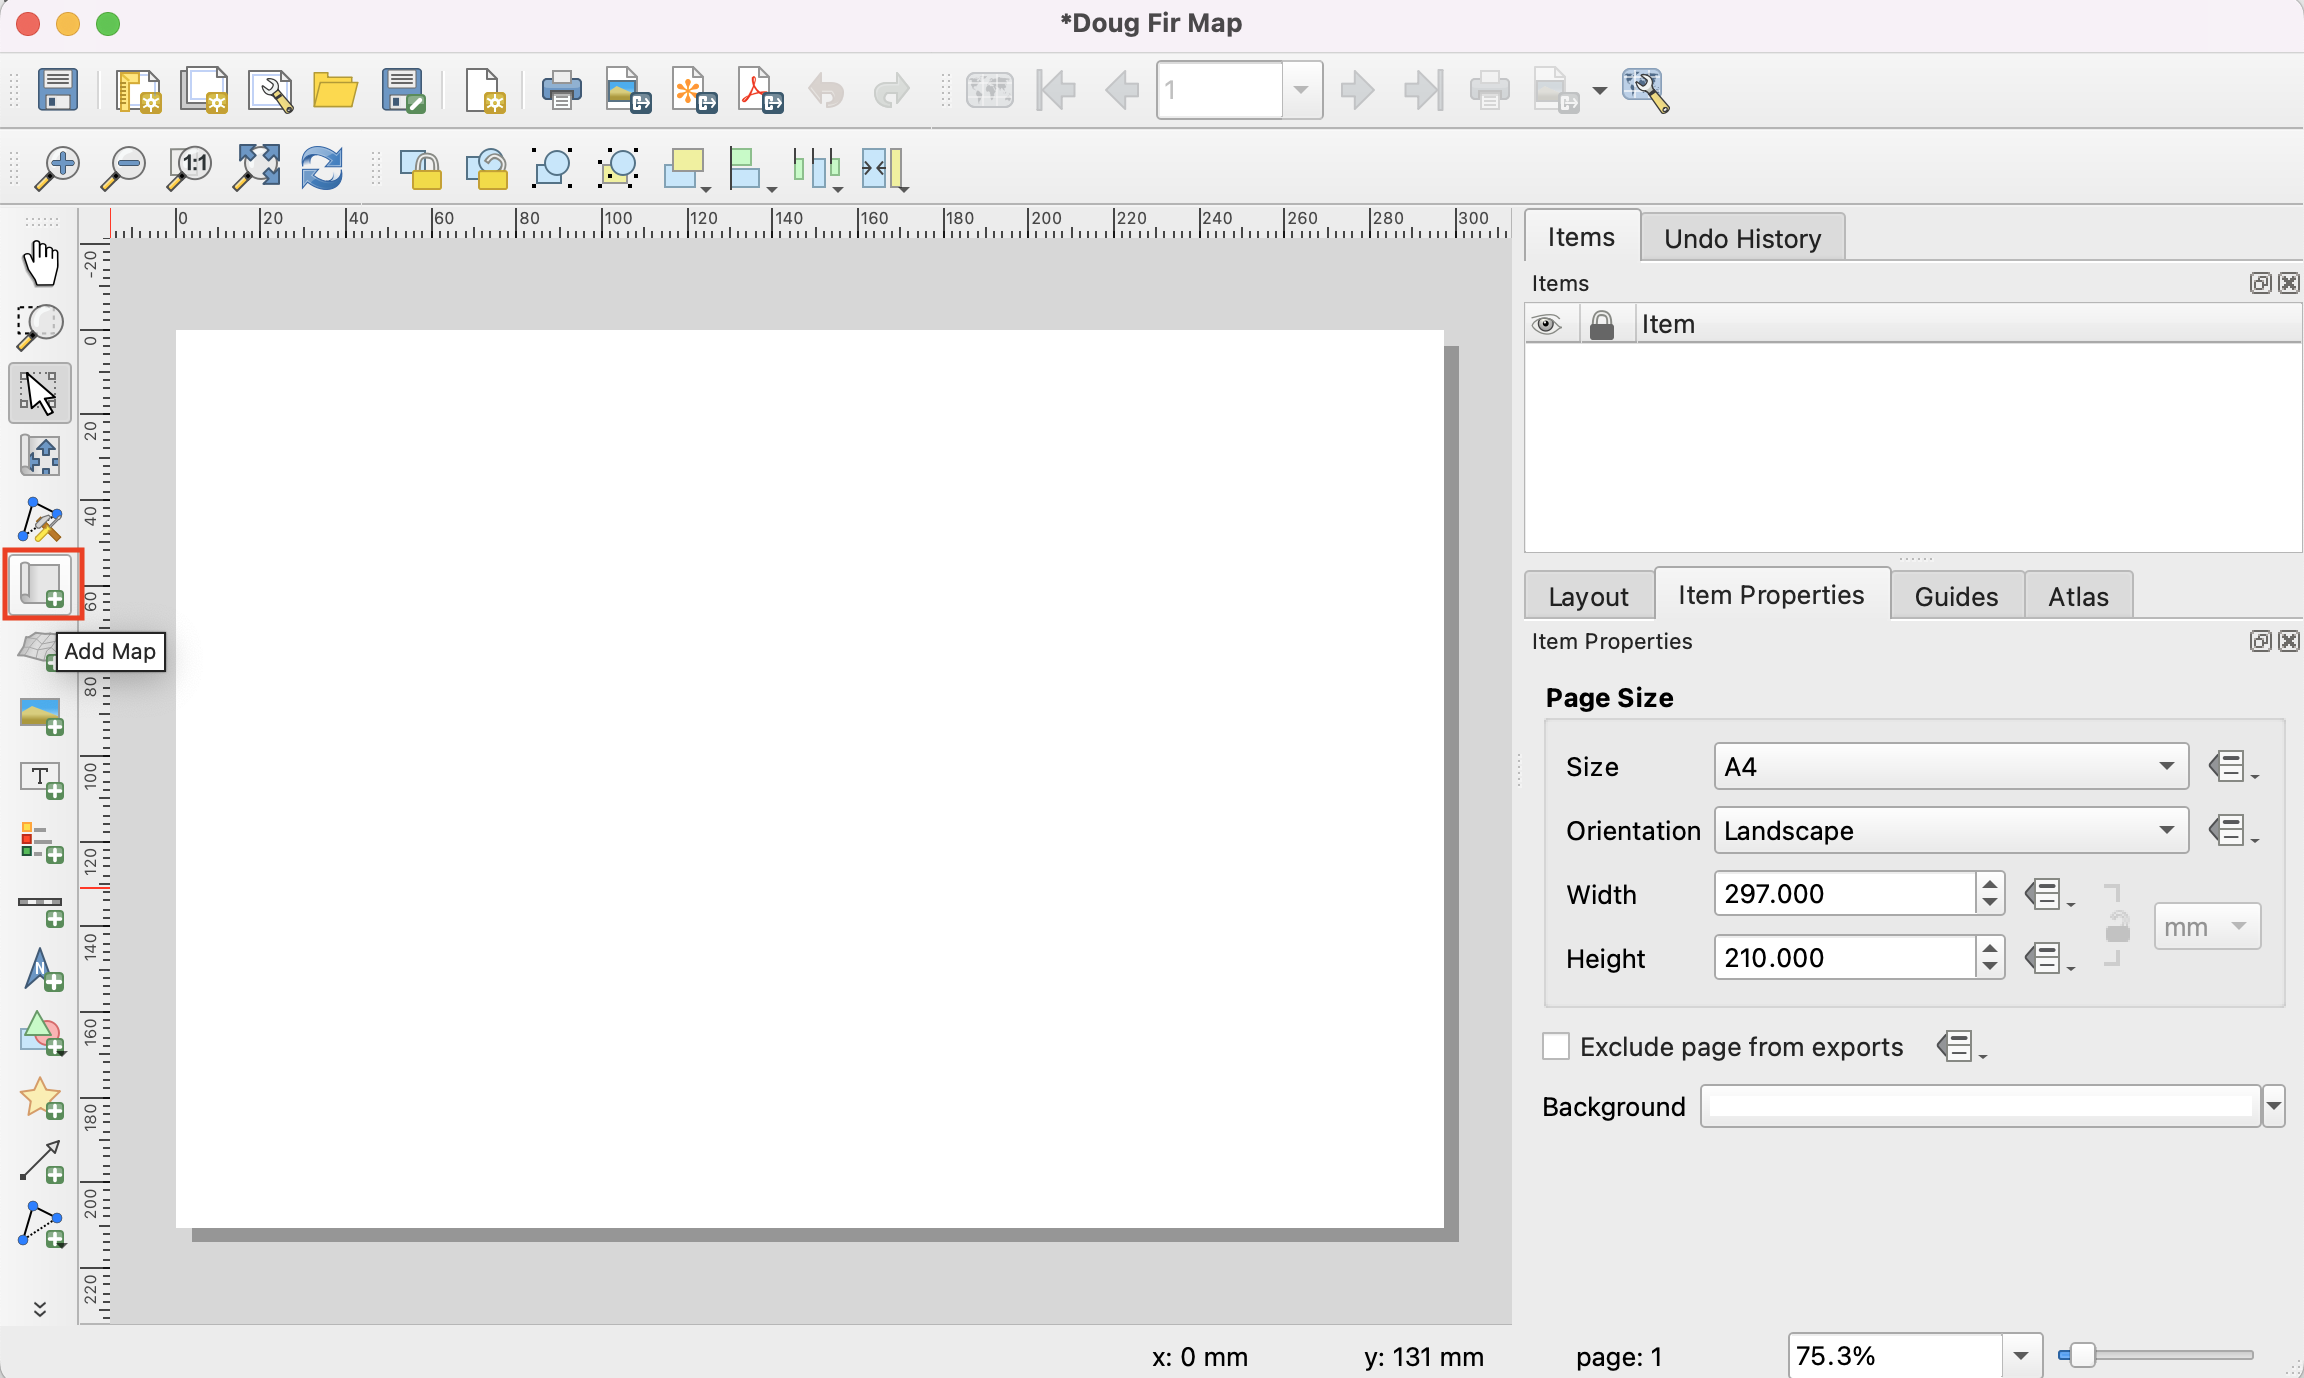 *Doug Fir Map
1
1:1
0 20 40 60 80 100 120 140 160 180 200 220 240 260 280 300
-20
0
20
40
60
80
100
120
140
160
180
200
220
Add Map
T
N
Items Undo History
Items
Item
Layout Item Properties Guides Atlas
Item Properties
Page Size
Size A4
Orientation Landscape
Width 297.000
mm
Height 210.000
Exclude page from exports
Background
x: 0 mm y: 131 mm page: 1 75.3%